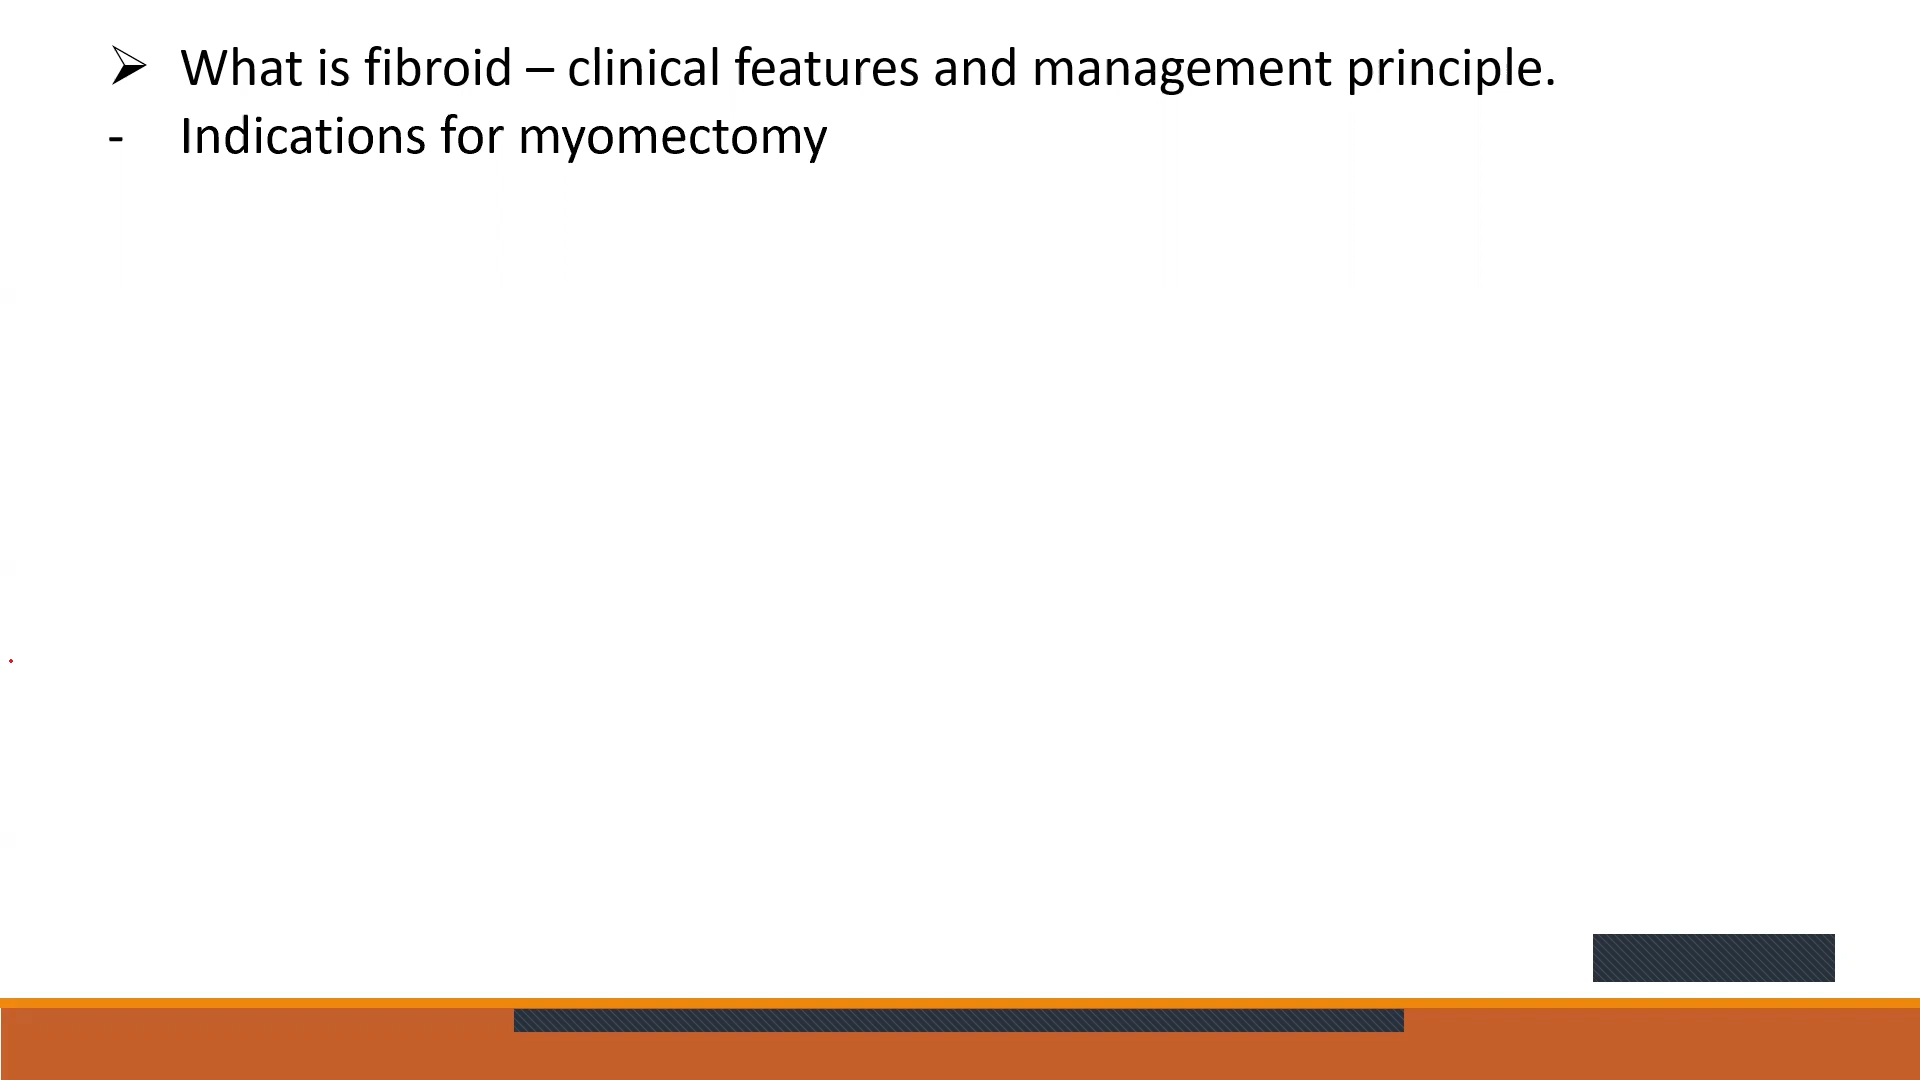 ➢ What is fibroid – clinical features and management principle.
- Indications for myomectomy